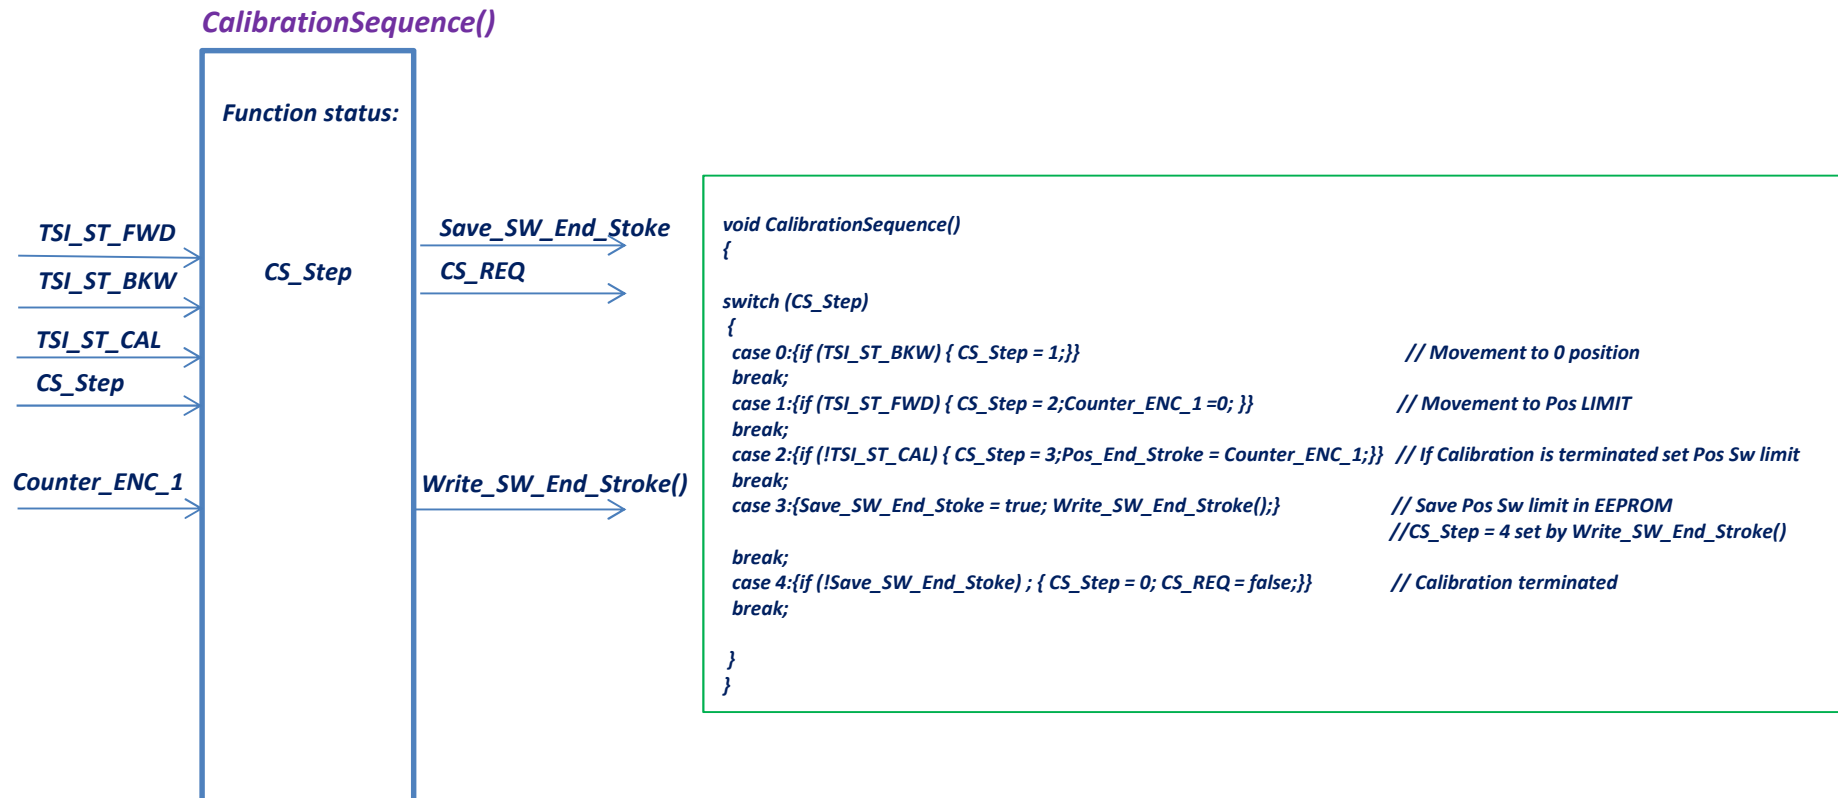 CalibrationSequence()
Function status:
TSI_ST_FWD
TSI_ST_BKW
TSI_ST_CAL
CS_Step
Counter_ENC_1
CS_Step
Save_SW_End_Stoke
CS_REQ
Write_SW_End_Stroke()
void CalibrationSequence()
{
switch (CS_Step)
{
case 0:{if (TSI_ST_BKW) { CS_Step = 1;}} // Movement to 0 position
break;
case 1:{if (TSI_ST_FWD) { CS_Step = 2;Counter_ENC_1 =0; }} // Movement to Pos LIMIT
break;
case 2:{if (!TSI_ST_CAL) { CS_Step = 3;Pos_End_Stroke = Counter_ENC_1;}} // If Calibration is terminated set Pos Sw limit
break;
case 3:{Save_SW_End_Stoke = true; Write_SW_End_Stroke();} // Save Pos Sw limit in EEPROM
//CS_Step = 4 set by Write_SW_End_Stroke()
break;
case 4:{if (!Save_SW_End_Stoke) ; { CS_Step = 0; CS_REQ = false;}} // Calibration terminated
break;
}
}